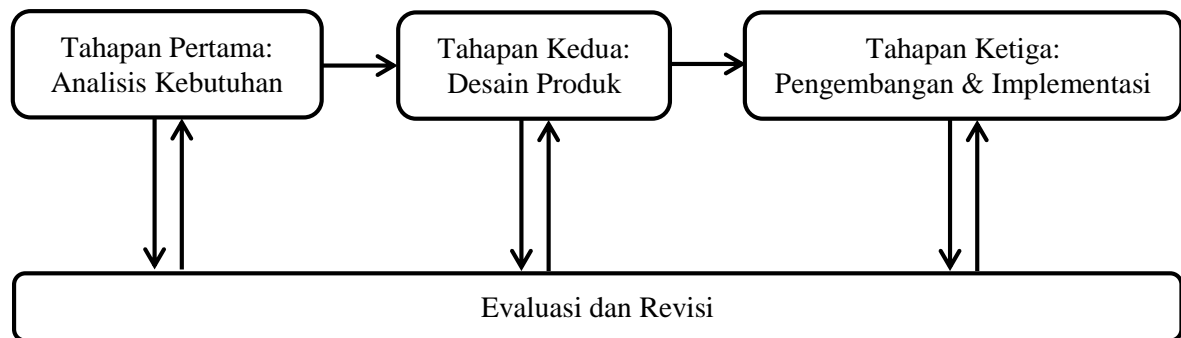 Tahapan Pertama:
Analisis Kebutuhan
Tahapan Kedua:
Desain Produk
Tahapan Ketiga:
Pengembangan & Implementasi
Evaluasi dan Revisi